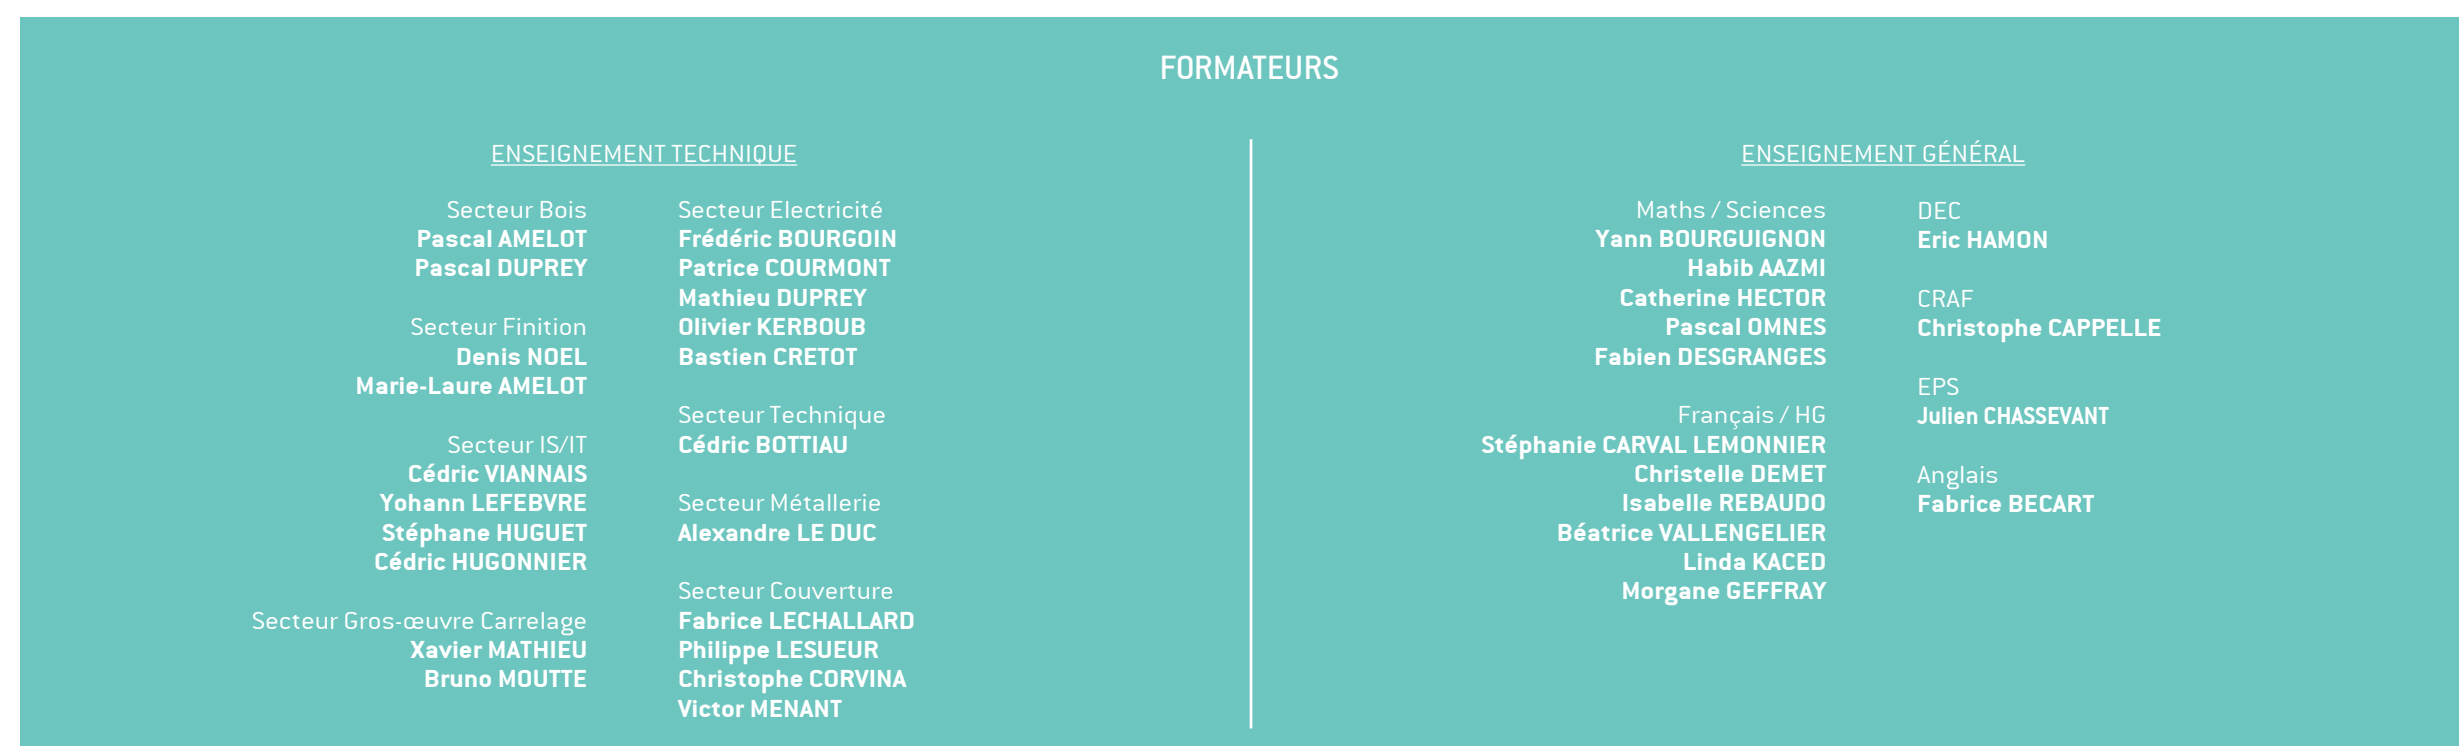 FORMATEURS
ENSEIGNEMENT TECHNIQUE
Secteur Bois
Pascal AMELOT
Pascal DUPREY
Secteur Finition
Denis NOEL
Marie-Laure AMELOT
Secteur IS/IT
Cédric VIANNAIS
Yohann LEFEBVRE
Stéphane HUGUET
Cédric HUGONNIER
Secteur Gros-œuvre Carrelage
Xavier MATHIEU
Bruno MOUTTE
Secteur Electricité
Frédéric BOURGOIN
Patrice COURMONT
Mathieu DUPREY
Olivier KERBOUB
Bastien CRETOT
Secteur Technique
Cédric BOTTIAU
Secteur Métallerie
Alexandre LE DUC
Secteur Couverture
Fabrice LECHALLARD
Philippe LESUEUR
Christophe CORVINA
Victor MENANT
ENSEIGNEMENT GÉNÉRAL
Maths / Sciences
Yann BOURGUIGNON
Habib AAZMI
Catherine HECTOR
Pascal OMNES
Fabien DESGRANGES
Français / HG
Stéphanie CARVAL LEMONNIER
Christelle DEMET
Isabelle REBAUDO
Béatrice VALLENGELIER
Linda KACED
Morgane GEFFRAY
DEC
Eric HAMON
CRAF
Christophe CAPPELLE
EPS
Julien CHASSEVANT
Anglais
Fabrice BECART